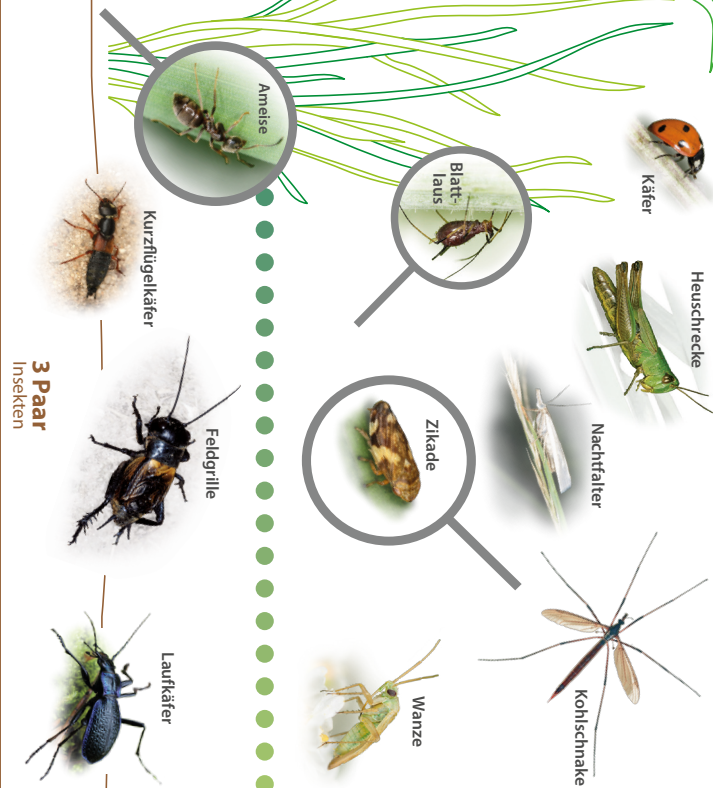 Heuschrecke
Käfer
Nachtfalter
Kohlschnake
Blatt-
laus
Zikade
Wanze
Ameise
Kurzflügelkäfer
Feldgrille
Laufkäfer
3 Paar
Insekten